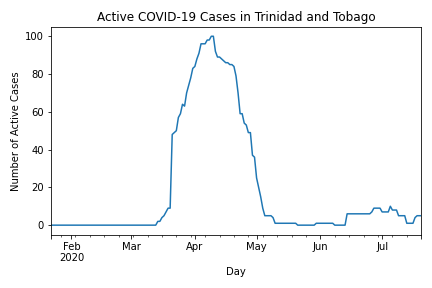 Active COVID-19 Cases in Trinidad and Tobago
Number of Active Cases
100
80
60
40
20
0
Feb Mar Apr May Jun Jul
2020
Day